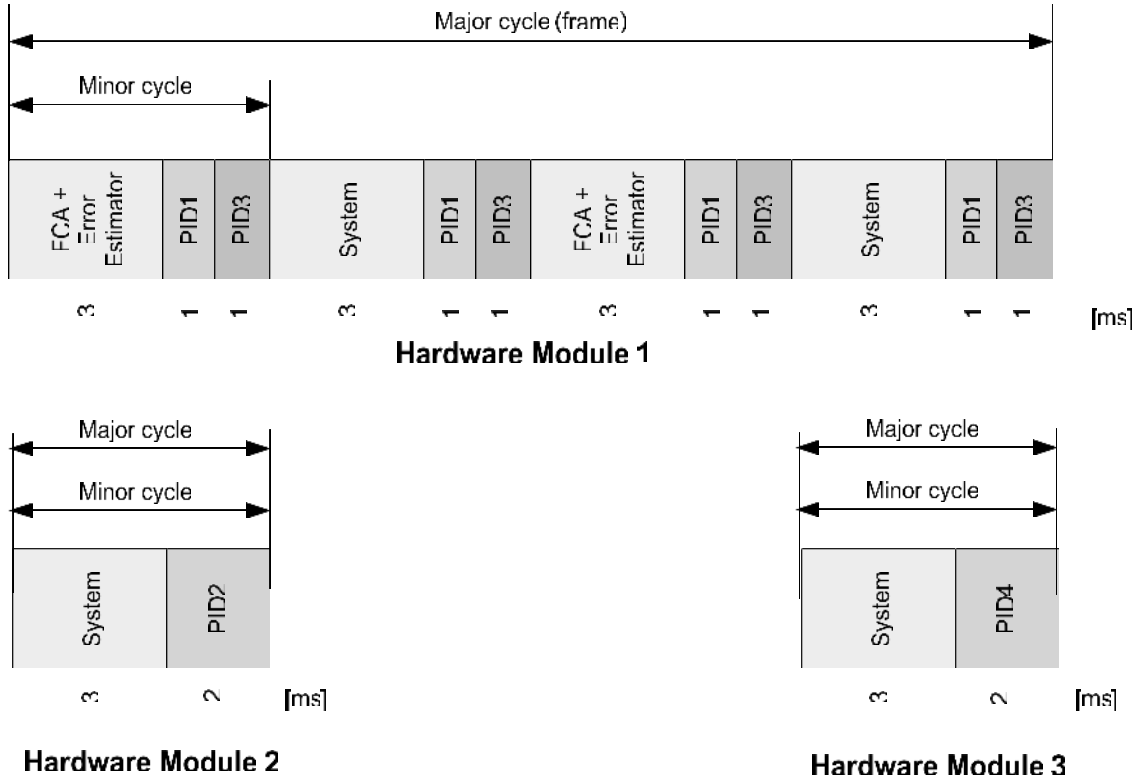 Major cycle (frame)
Minor cycle
FCA +
Error
Estimator
PID1
PID3
System
PID1
PID3
FCA +
Error
Estimator
PID1
PID3
System
PID1
PID3
3
1
1
3
1
1
3
1
1
3
1
1
[ms]
Hardware Module 1
Major cycle
Minor cycle
System
PID2
3
2
[ms]
Hardware Module 2
Major cycle
Minor cycle
System
PID4
3
2
[ms]
Hardware Module 3